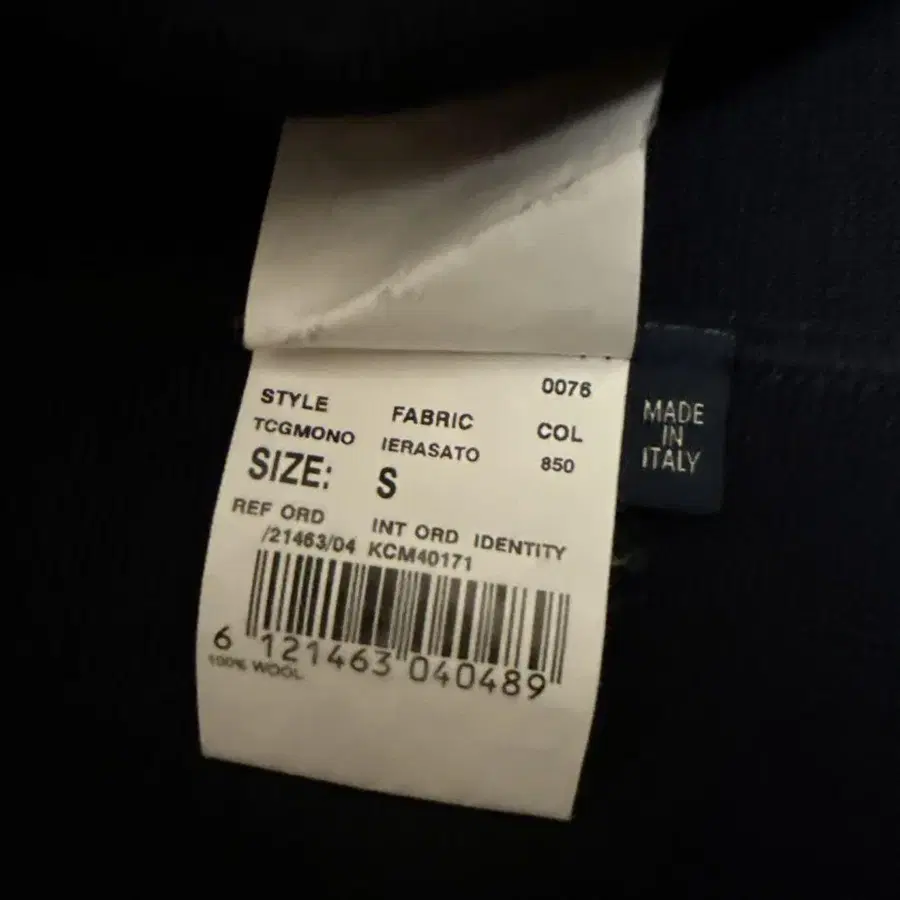 0076
STYLE FABRIC COL
TCGMONO IERASATO 850
SIZE: S
REF ORD INT ORD IDENTITY
/21463/04 KCM40171
6 121463 040489
100% WOOL
MADE
IN
ITALY